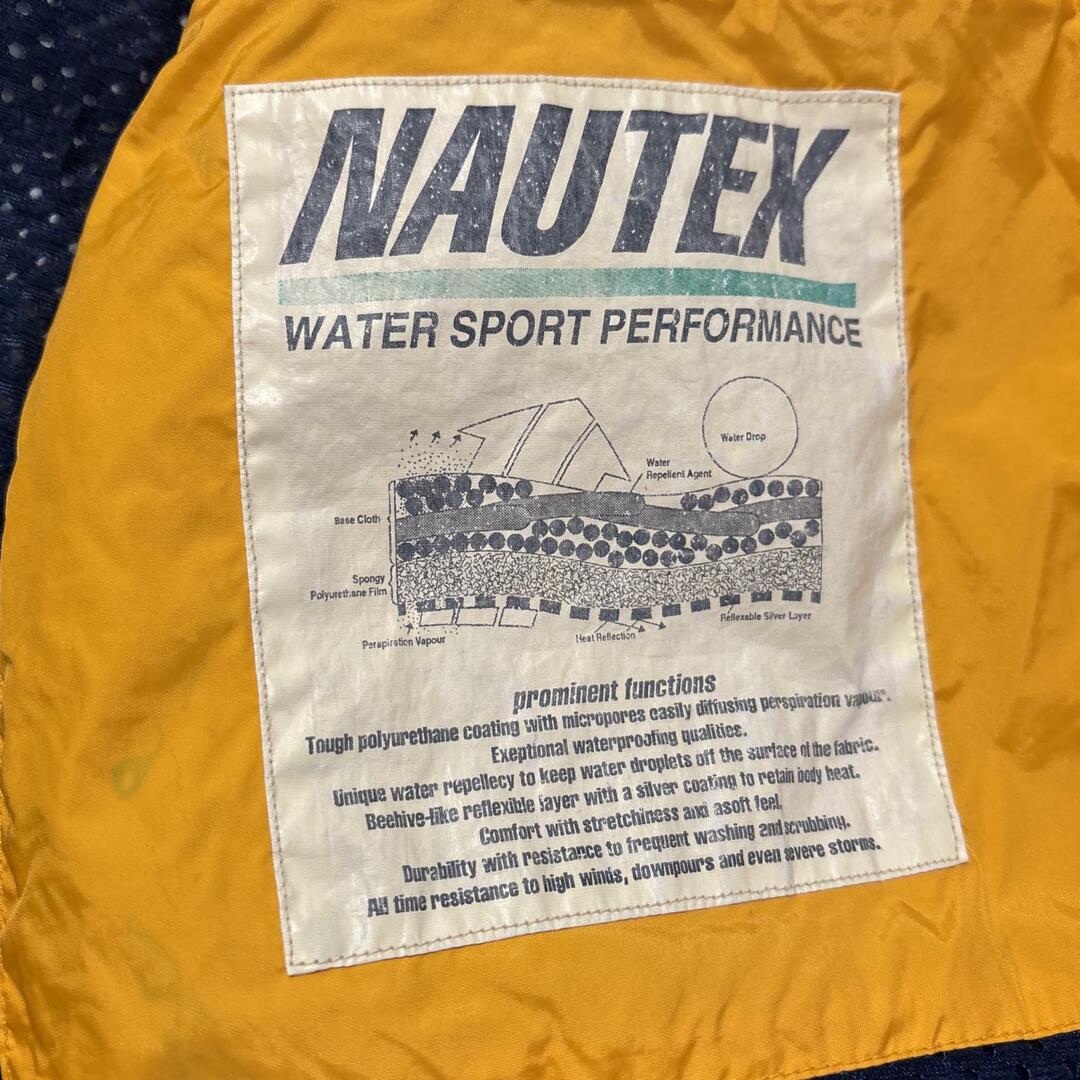 NAUTEX
WATER SPORT PERFORMANCE
Water Drop
Water
Repellent Agent
Base Cloth
Spongy
Polyurethane Film
Perapiration Vapour
Heat Reflection
Reflexable Silver Layer
prominent functions
Tough polyurethane coating with micropores easily diffusing perspiration vapour.
Exeptional waterproofing qualities.
Unique water repellecy to keep water droplets off the surface of the fabric.
Beehive-like reflexible layer with a silver coating to retain body heat.
Comfort with stretchiness and asoft feel.
Durability with resistance to frequent washing and scrubbing.
All time resistance to high winds, downpours and even severe storms.